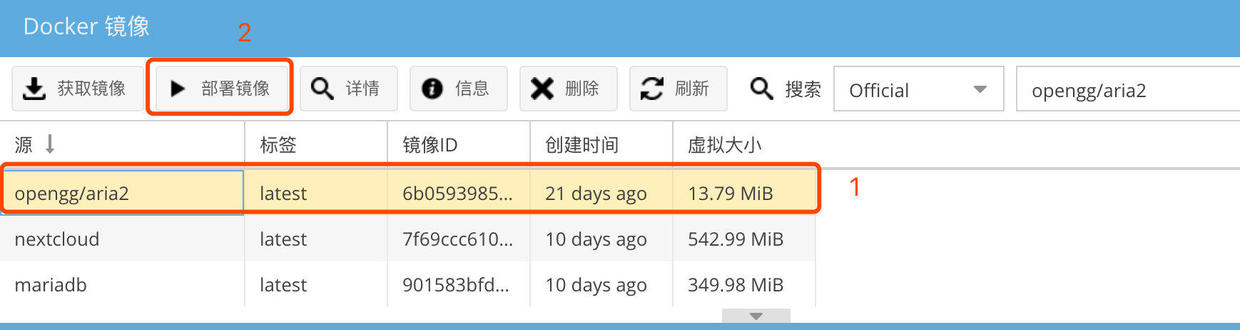 Docker 镜像
2
获取镜像 部署镜像 详情 信息 删除 刷新 搜索 Official opengg/aria2
源 标签 镜像ID 创建时间 虚拟大小
opengg/aria2 latest 6b0593985... 21 days ago 13.79 MiB 1
nextcloud latest 7f69ccc610... 10 days ago 542.99 MiB
mariadb latest 901583bfd... 10 days ago 349.98 MiB